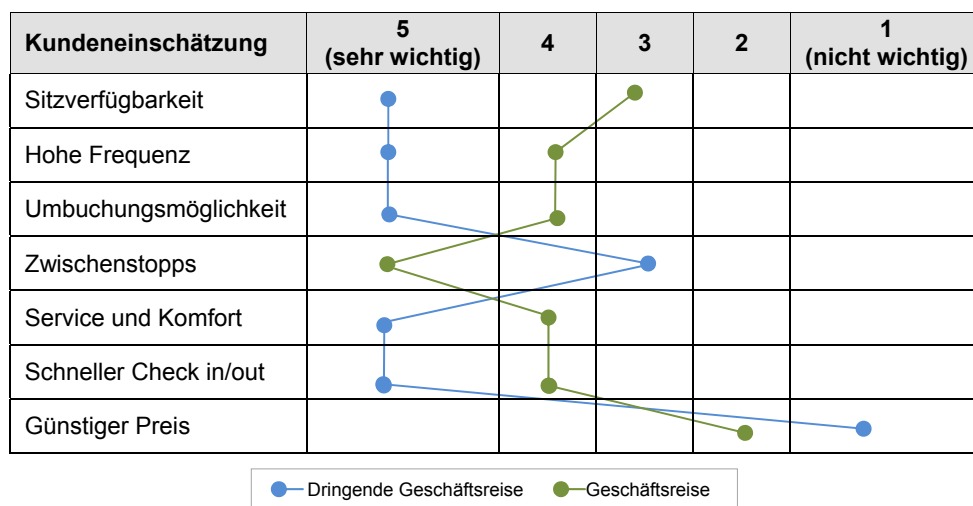 Kundeneinschätzung 5 (sehr wichtig) 4 3 2 1 (nicht wichtig)
Sitzverfügbarkeit
Hohe Frequenz
Umbuchungsmöglichkeit
Zwischenstopps
Service und Komfort
Schneller Check in/out
Günstiger Preis
Dringende Geschäftsreise Geschäftsreise